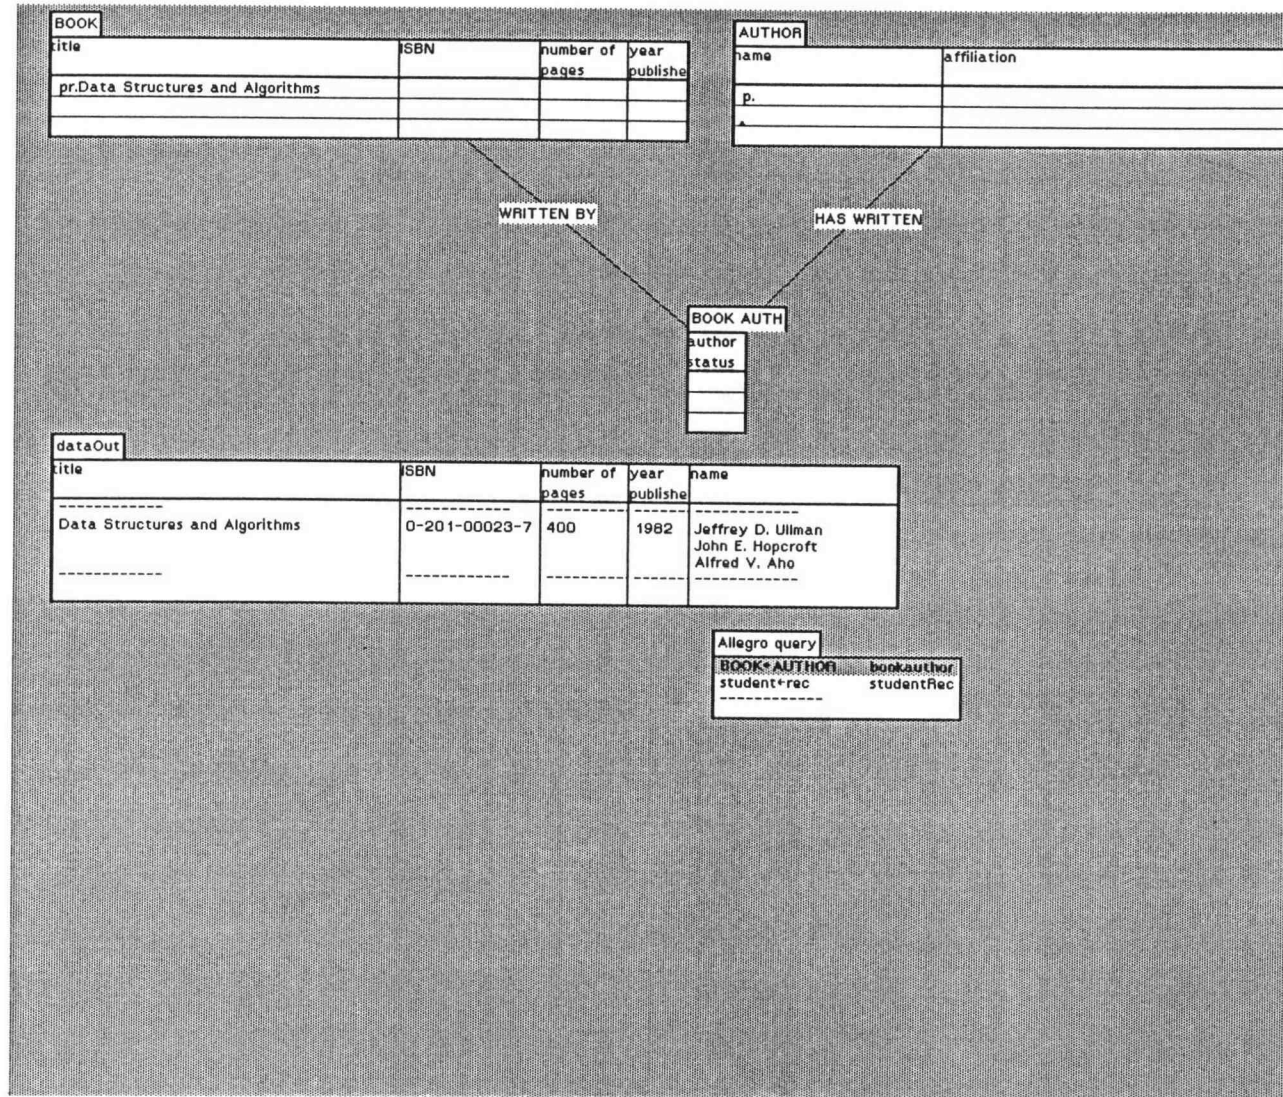 BOOK
title ISBN number of year
pages publishe
pr.Data Structures and Algorithms
AUTHOR
name affiliation
p.
WRITTEN BY
HAS WRITTEN
BOOK AUTH
author
status
dataOut
title ISBN number of year name
pages publishe
------------ ------------ --------- ------ ------------
Data Structures and Algorithms 0-201-00023-7 400 1982 Jeffrey D. Ullman
John E. Hopcroft
Alfred V. Aho
------------ ------------ --------- ------ ------------
Allegro query
BOOK+AUTHOR bookauthor
student+rec studentRec
------------